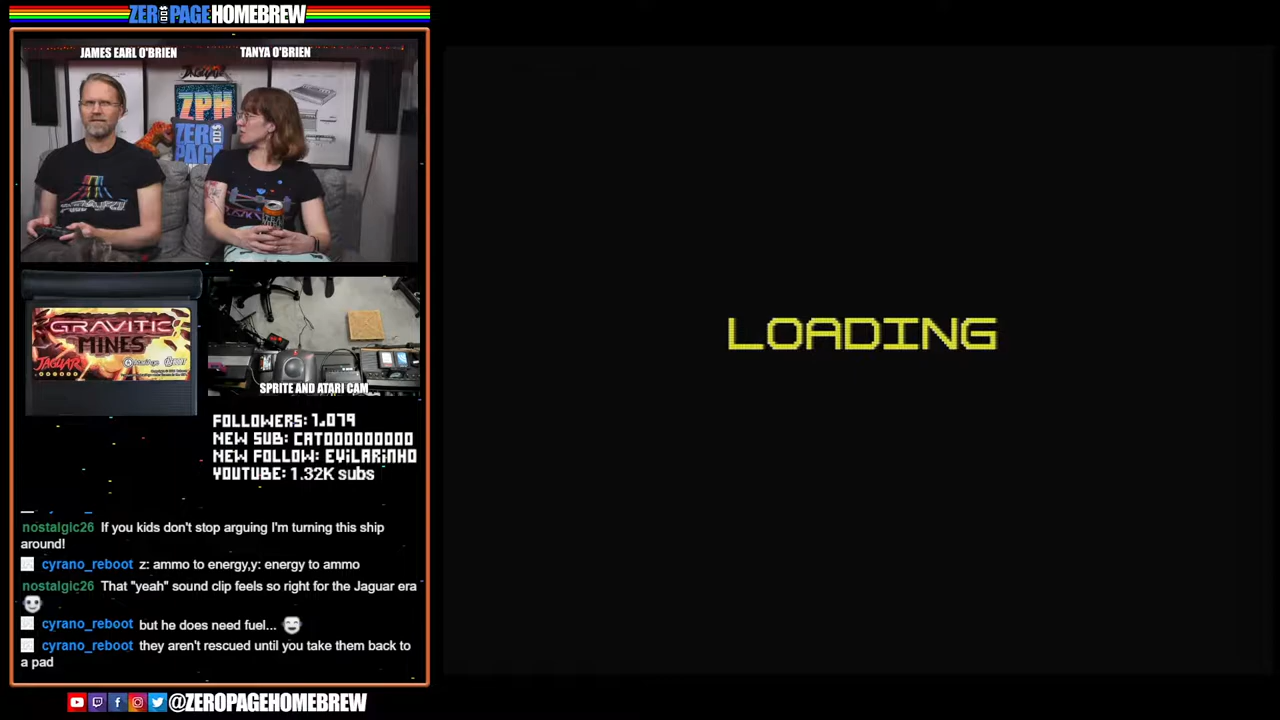 ZEROPAGEHOMEBREW
JAMES EARL O'BRIEN
TANYA O'BRIEN
ZPH
ZERO
PAGE
GRAVITIC
MINES
JAGUAR
SPRITE AND ATARI CAM
FOLLOWERS: 1,079
NEW SUB: CATOOOOOOOOO
NEW FOLLOW: EVILARINHO
YOUTUBE: 1.32K subs
LOADING
nostalgic26 If you kids don't stop arguing I'm turning this ship
around!
cyrano_reboot z: ammo to energy,y: energy to ammo
nostalgic26 That "yeah" sound clip feels so right for the Jaguar era
cyrano_reboot but he does need fuel...
cyrano_reboot they aren't rescued until you take them back to
a pad
@ZEROPAGEHOMEBREW